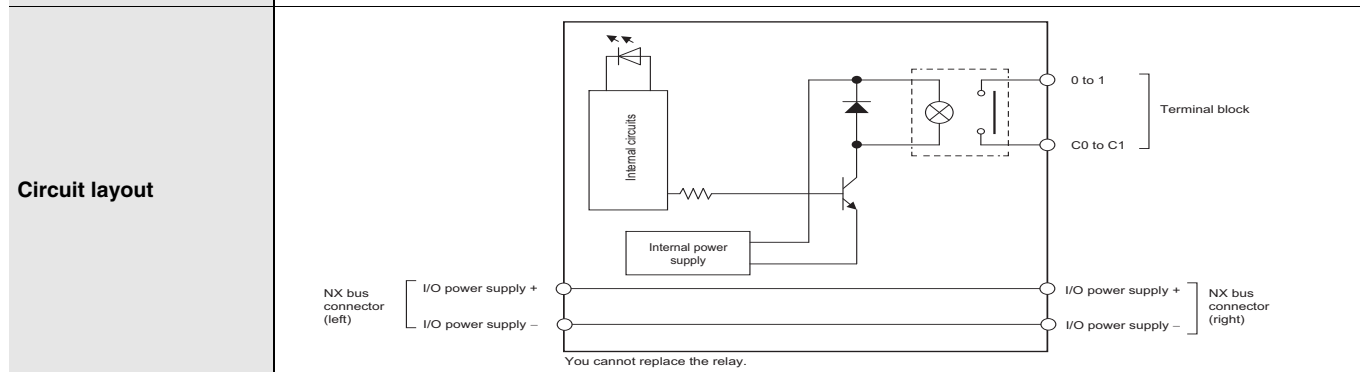 Circuit layout
Internal circuits
0 to 1
Terminal block
C0 to C1
Internal power
supply
NX bus
connector
(left)
I/O power supply +
I/O power supply –
I/O power supply +
I/O power supply –
NX bus
connector
(right)
You cannot replace the relay.